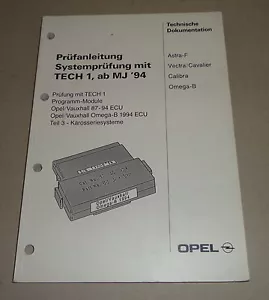 Prüfanleitung
Systemprüfung mit
TECH 1, ab MJ '94
Prüfung mit TECH 1
Programm-Module
Opel/Vauxhall 87-94 ECU
Opel/Vauxhall Omega-B 1994 ECU
Teil 3 - Karosseriesysteme
Technische
Dokumentation
Astra-F
Vectra/Cavalier
Calibra
Omega-B
OPEL